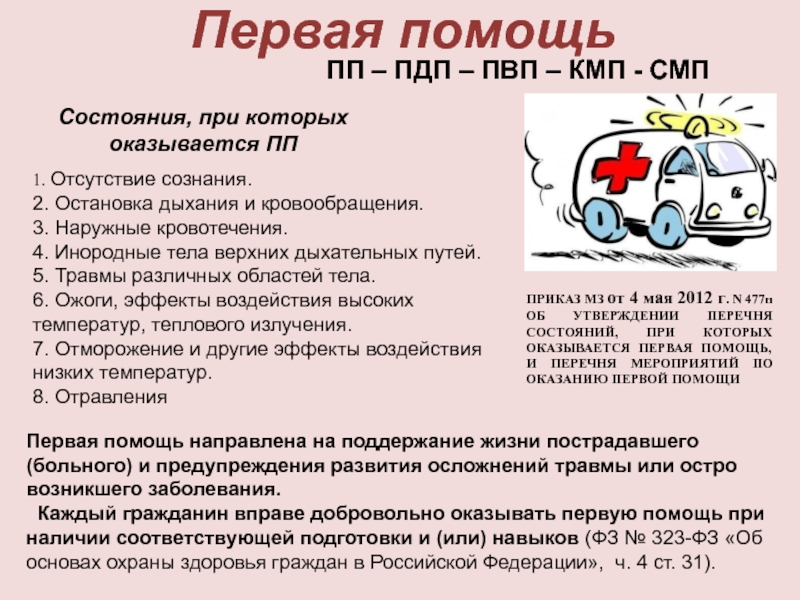 Первая помощь
ПП – ПДП – ПВП – КМП - СМП
Состояния, при которых
оказывается ПП
1. Отсутствие сознания.
2. Остановка дыхания и кровообращения.
3. Наружные кровотечения.
4. Инородные тела верхних дыхательных путей.
5. Травмы различных областей тела.
6. Ожоги, эффекты воздействия высоких
температур, теплового излучения.
7. Отморожение и другие эффекты воздействия
низких температур.
8. Отравления
ПРИКАЗ МЗ от 4 мая 2012 г. N 477н
ОБ УТВЕРЖДЕНИИ ПЕРЕЧНЯ
СОСТОЯНИЙ, ПРИ КОТОРЫХ
ОКАЗЫВАЕТСЯ ПЕРВАЯ ПОМОЩЬ,
И ПЕРЕЧНЯ МЕРОПРИЯТИЙ ПО
ОКАЗАНИЮ ПЕРВОЙ ПОМОЩИ
Первая помощь направлена на поддержание жизни пострадавшего
(больного) и предупреждения развития осложнений травмы или остро
возникшего заболевания.
Каждый гражданин вправе добровольно оказывать первую помощь при
наличии соответствующей подготовки и (или) навыков (ФЗ № 323-ФЗ «Об
основах охраны здоровья граждан в Российской Федерации», ч. 4 ст. 31).